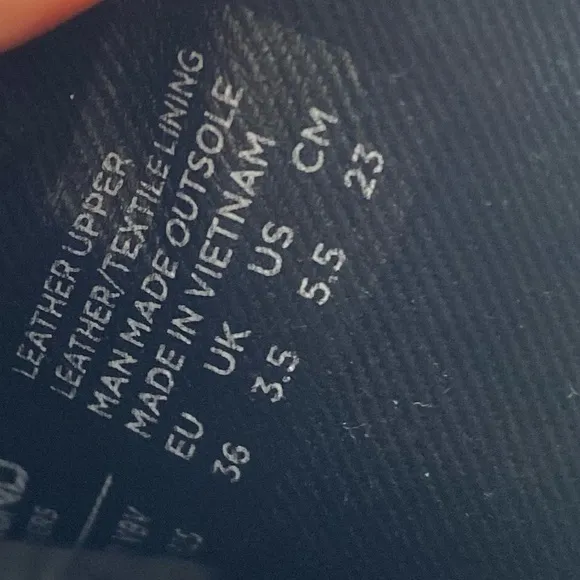 LEATHER UPPER
LEATHER/TEXTILE LINING
MAN MADE OUTSOLE
MADE IN VIETNAM
EU UK US CM
36 3.5 5.5 23